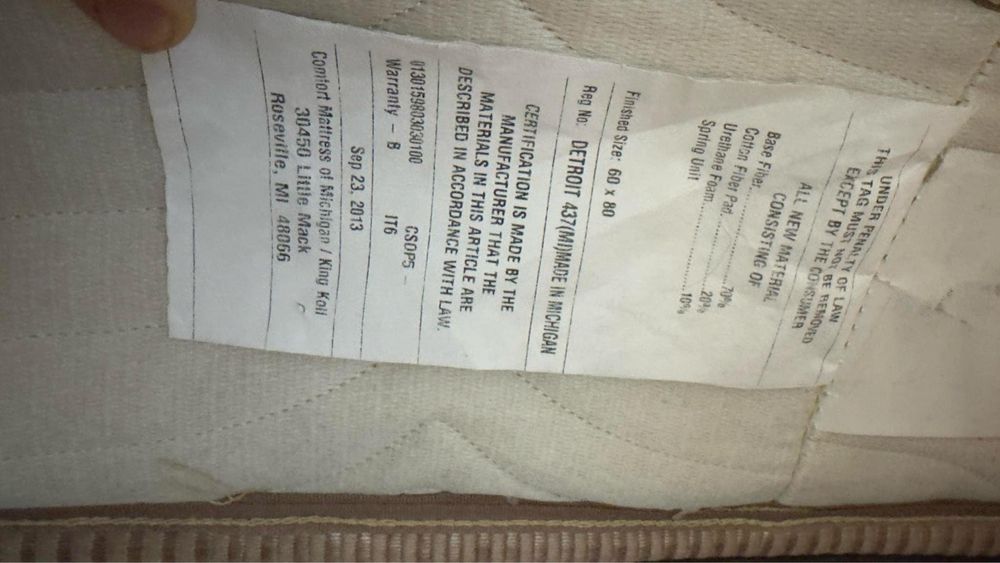 UNDER PENALTY OF LAW
THIS TAG MUST NOT BE REMOVED
EXCEPT BY THE CONSUMER
ALL NEW MATERIAL
CONSISTING OF
Base Fiber:
Cotton Fiber Pad..................70%
Urethane Foam..................20%
Spring Unit..................10%
Finished Size: 60 x 80
Reg No: DETROIT 437(MI)MADE IN MICHIGAN
CERTIFICATION IS MADE BY THE
MANUFACTURER THAT THE
MATERIALS IN THIS ARTICLE ARE
DESCRIBED IN ACCORDANCE WITH LAW.
0130159803030100 CSOP5 -
Warranty - B IT6
Sep 23, 2013
Comfort Mattress of Michigan / King Koil
30450 Little Mack
Roseville, MI 48066